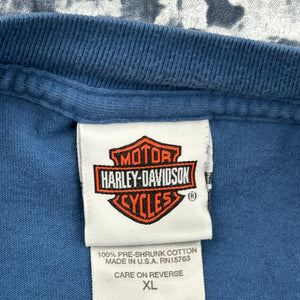 MOTOR
HARLEY-DAVIDSON
CYCLES
®
100% PRE-SHRUNK COTTON
MADE IN U.S.A. RN15763
CARE ON REVERSE
XL